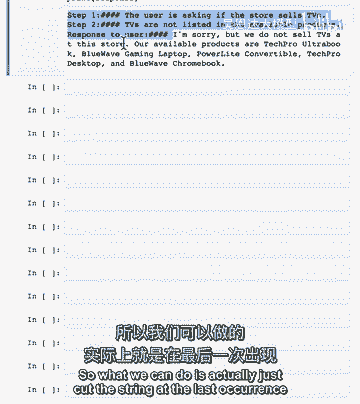 Step 1:#### The user is asking if the store sells TVs.
Step 2:#### TVs are not listed in the available products.
Response to user:#### I'm sorry, but we do not sell TVs a
t this store. Our available products are TechPro Ultraboo
k, BlueWave Gaming Laptop, PowerLite Convertible, TechPro
Desktop, and BlueWave Chromebook.
In [ ]:
In [ ]:
In [ ]:
In [ ]:
In [ ]:
In [ ]:
In [ ]:
In [ ]:
In [ ]:
In [ ]:
In [ ]:
In [ ]:
In [ ]:
In [ ]:
所以我们可以做的
实际上就是在最后一次出现
So what we can do is actually just
cut the string at the last occurrence